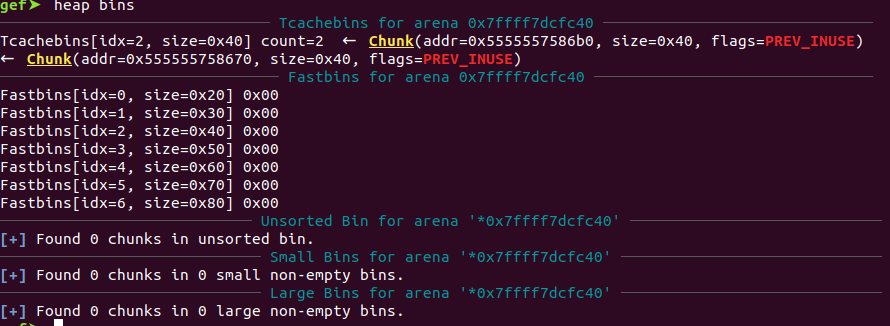 gef➤  heap bins
Tcachebins for arena 0x7ffff7dcfc40
Tcachebins[idx=2, size=0x40] count=2  ←  Chunk(addr=0x5555557586b0, size=0x40, flags=PREV_INUSE)
←  Chunk(addr=0x555555758670, size=0x40, flags=PREV_INUSE)
Fastbins for arena 0x7ffff7dcfc40
Fastbins[idx=0, size=0x20] 0x00
Fastbins[idx=1, size=0x30] 0x00
Fastbins[idx=2, size=0x40] 0x00
Fastbins[idx=3, size=0x50] 0x00
Fastbins[idx=4, size=0x60] 0x00
Fastbins[idx=5, size=0x70] 0x00
Fastbins[idx=6, size=0x80] 0x00
Unsorted Bin for arena '*0x7ffff7dcfc40'
[+] Found 0 chunks in unsorted bin.
Small Bins for arena '*0x7ffff7dcfc40'
[+] Found 0 chunks in 0 small non-empty bins.
Large Bins for arena '*0x7ffff7dcfc40'
[+] Found 0 chunks in 0 large non-empty bins.